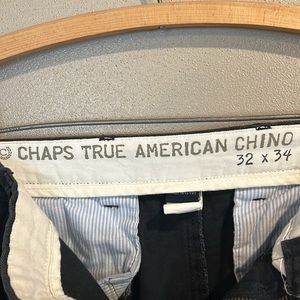 CHAPS TRUE AMERICAN CHINO
32 x 34